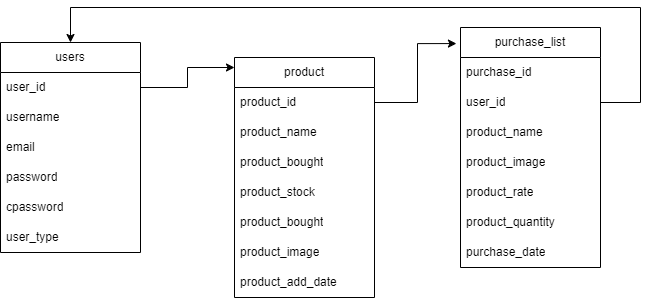 users
user_id
username
email
password
cpassword
user_type
product
product_id
product_name
product_bought
product_stock
product_bought
product_image
product_add_date
purchase_list
purchase_id
user_id
product_name
product_image
product_rate
product_quantity
purchase_date